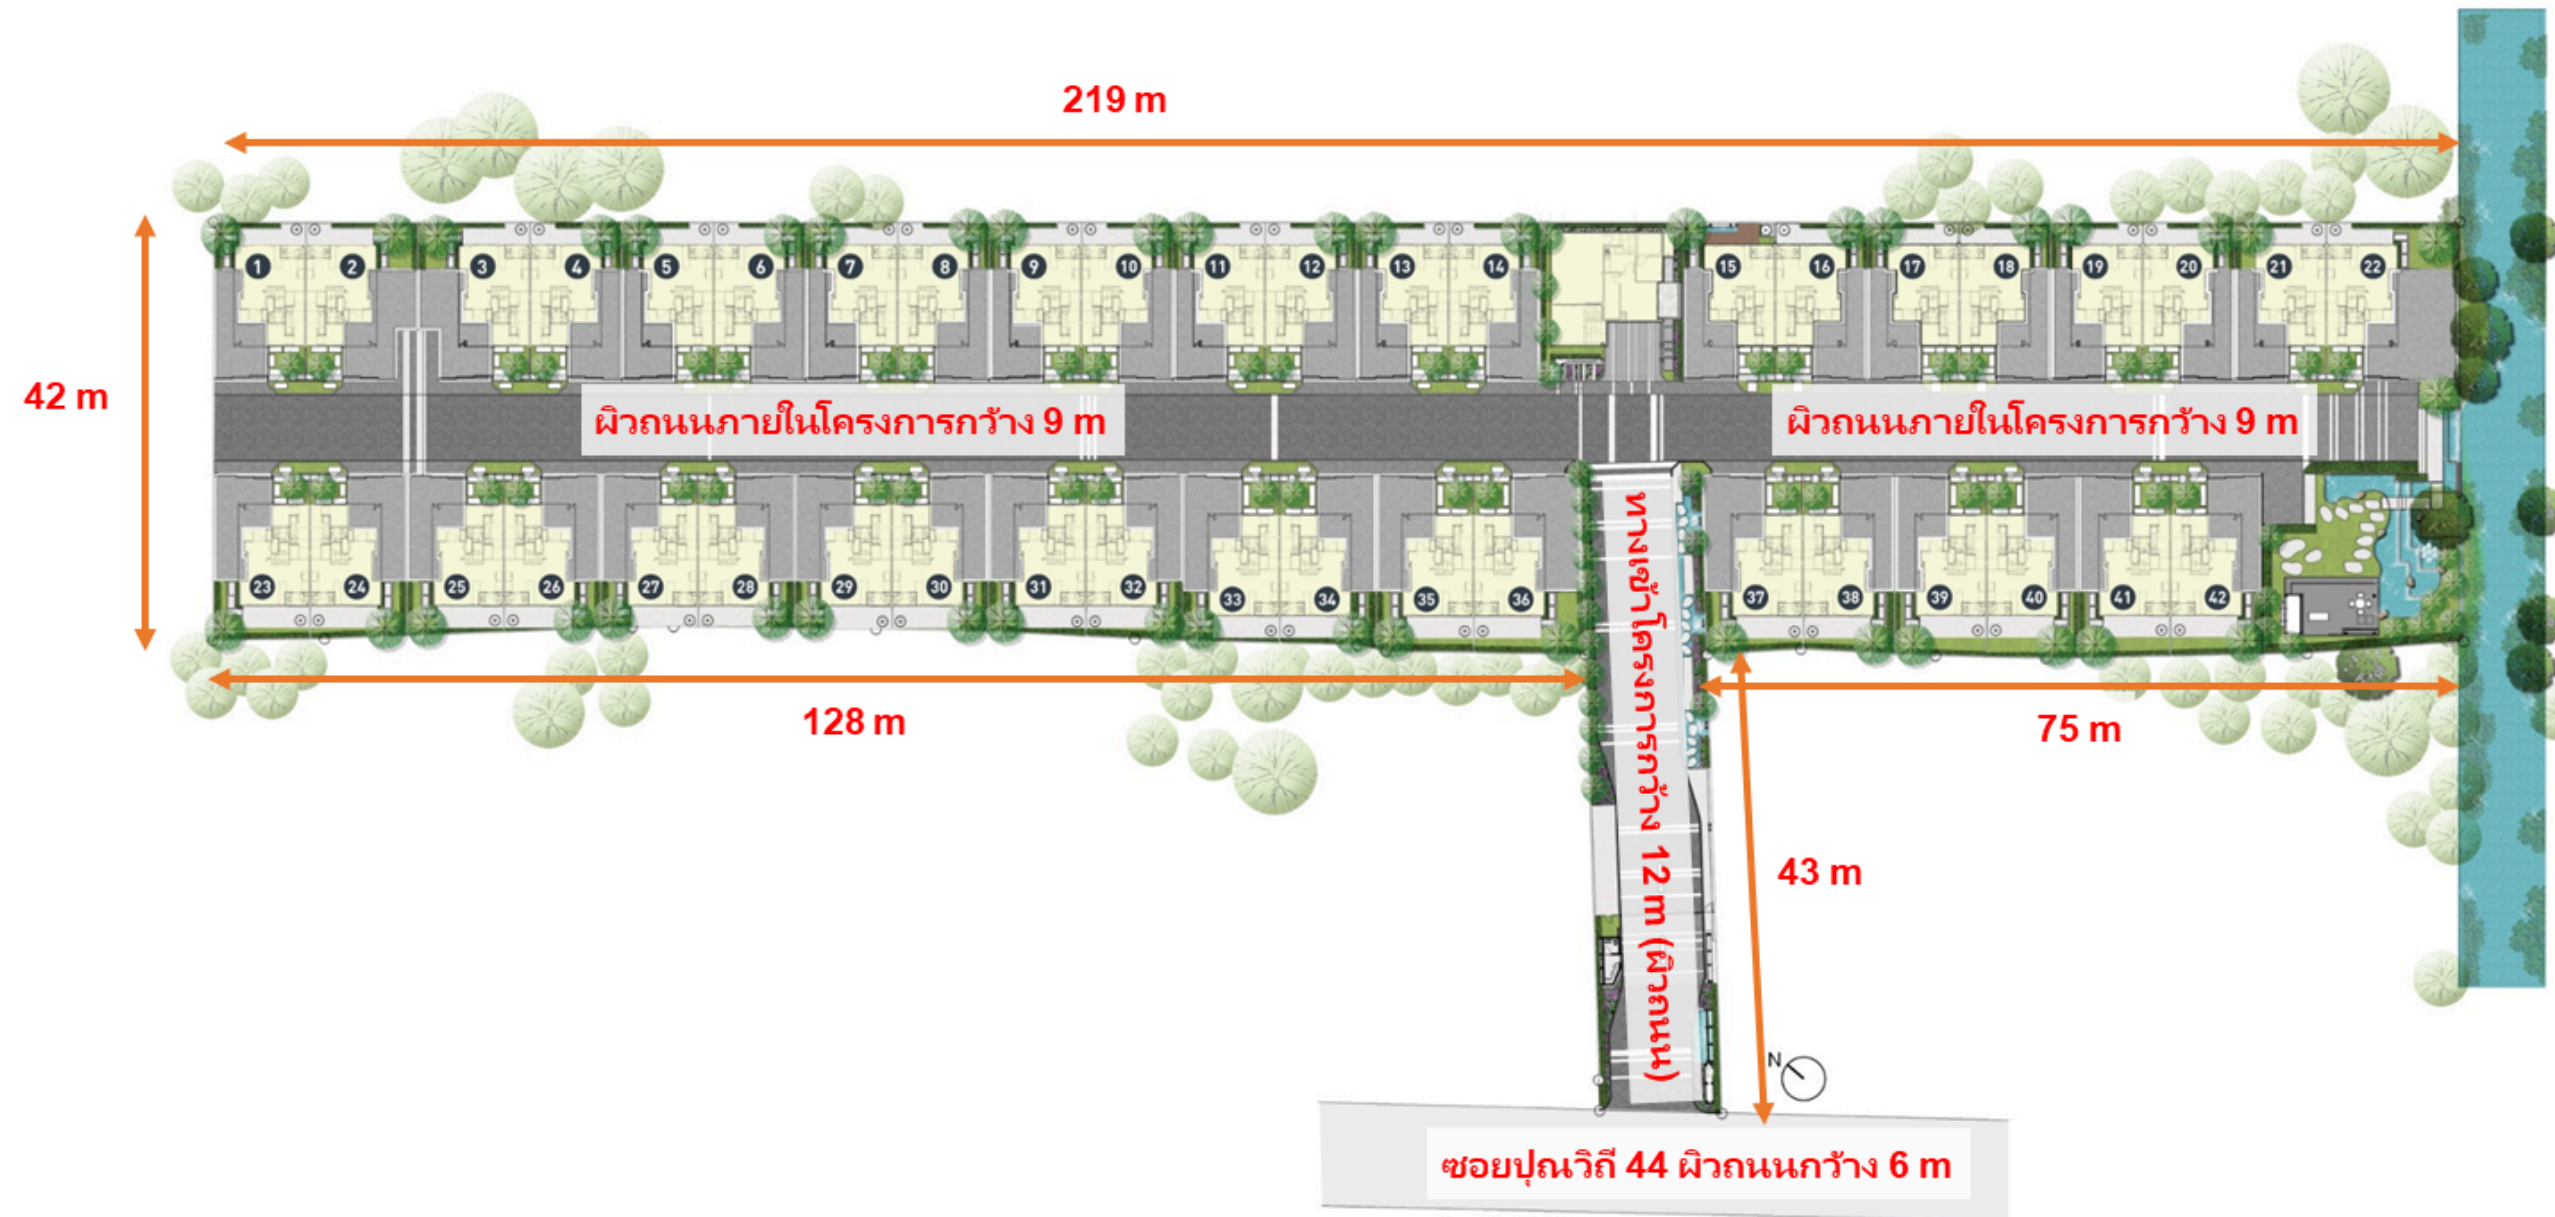 219 m
1 2 3 4 5 6 7 8 9 10 11 12 13 14 15 16 17 18 19 20 21 22
42 m
ผิวถนนภายในโครงการกว้าง 9 m
ผิวถนนภายในโครงการกว้าง 9 m
23 24 25 26 27 28 29 30 31 32 33 34 35 36 37 38 39 40 41 42
ทางเข้าโครงการกว้าง 12 m (ผิวถนน)
128 m
75 m
43 m
N
ซอยปุณวิถี 44 ผิวถนนกว้าง 6 m